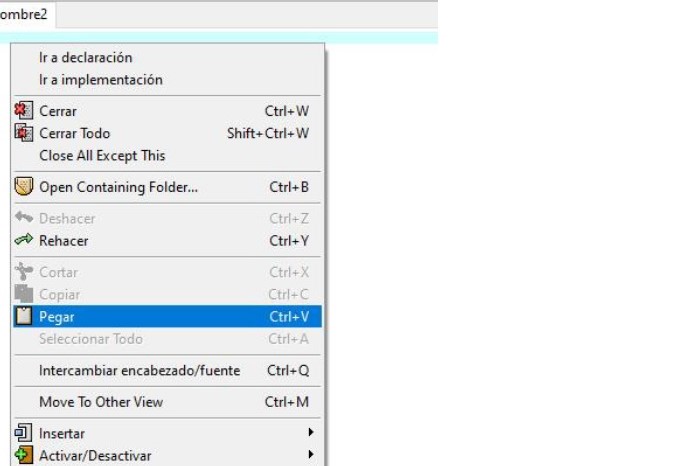 ombre2
Ir a declaración
Ir a implementación
Cerrar Ctrl+W
Cerrar Todo Shift+Ctrl+W
Close All Except This
Open Containing Folder... Ctrl+B
Deshacer Ctrl+Z
Rehacer Ctrl+Y
Cortar Ctrl+X
Copiar Ctrl+C
Pegar Ctrl+V
Seleccionar Todo Ctrl+A
Intercambiar encabezado/fuente Ctrl+Q
Move To Other View Ctrl+M
Insertar
Activar/Desactivar